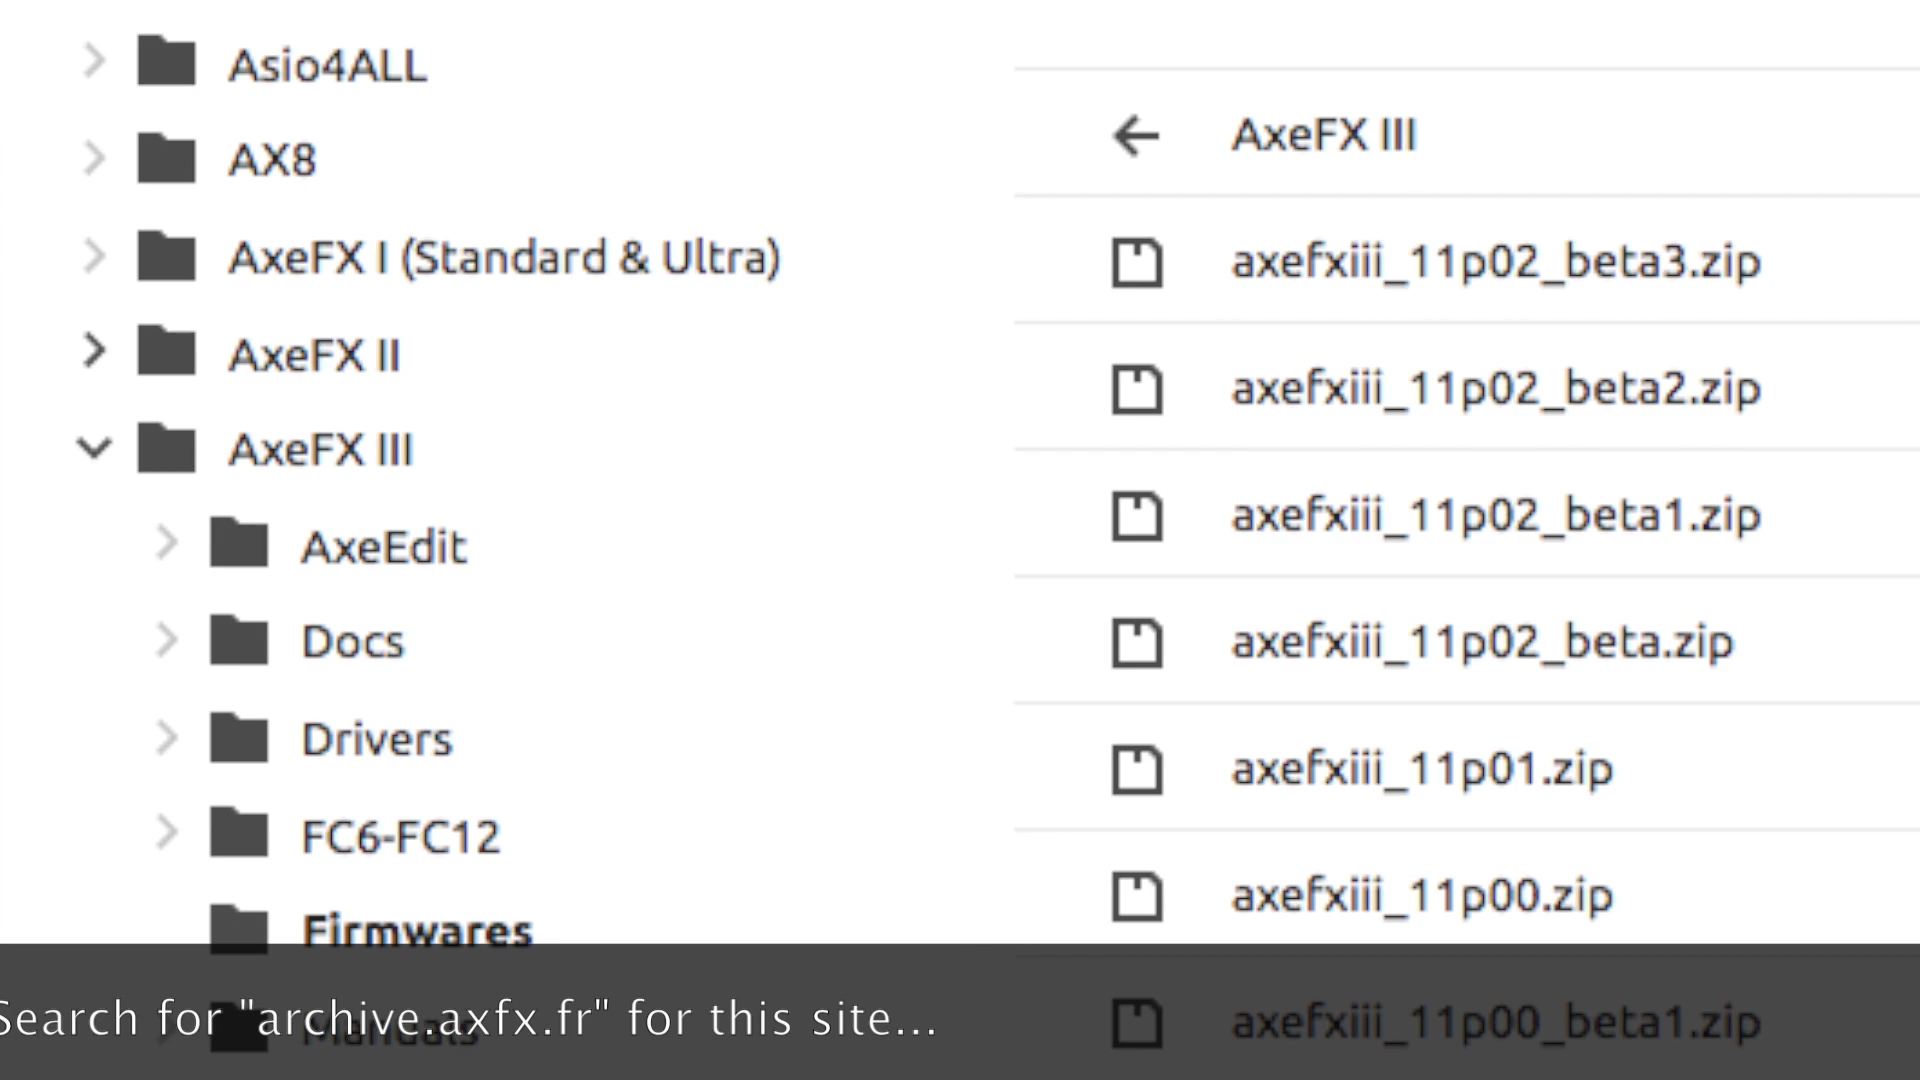 Asio4ALL
AX8
AxeFX I (Standard & Ultra)
AxeFX II
AxeFX III
AxeEdit
Docs
Drivers
FC6-FC12
Firmwares
Manuals
AxeFX III
axefxiii_11p02_beta3.zip
axefxiii_11p02_beta2.zip
axefxiii_11p02_beta1.zip
axefxiii_11p02_beta.zip
axefxiii_11p01.zip
axefxiii_11p00.zip
axefxiii_11p00_beta1.zip
Search for "archive.axfx.fr" for this site...